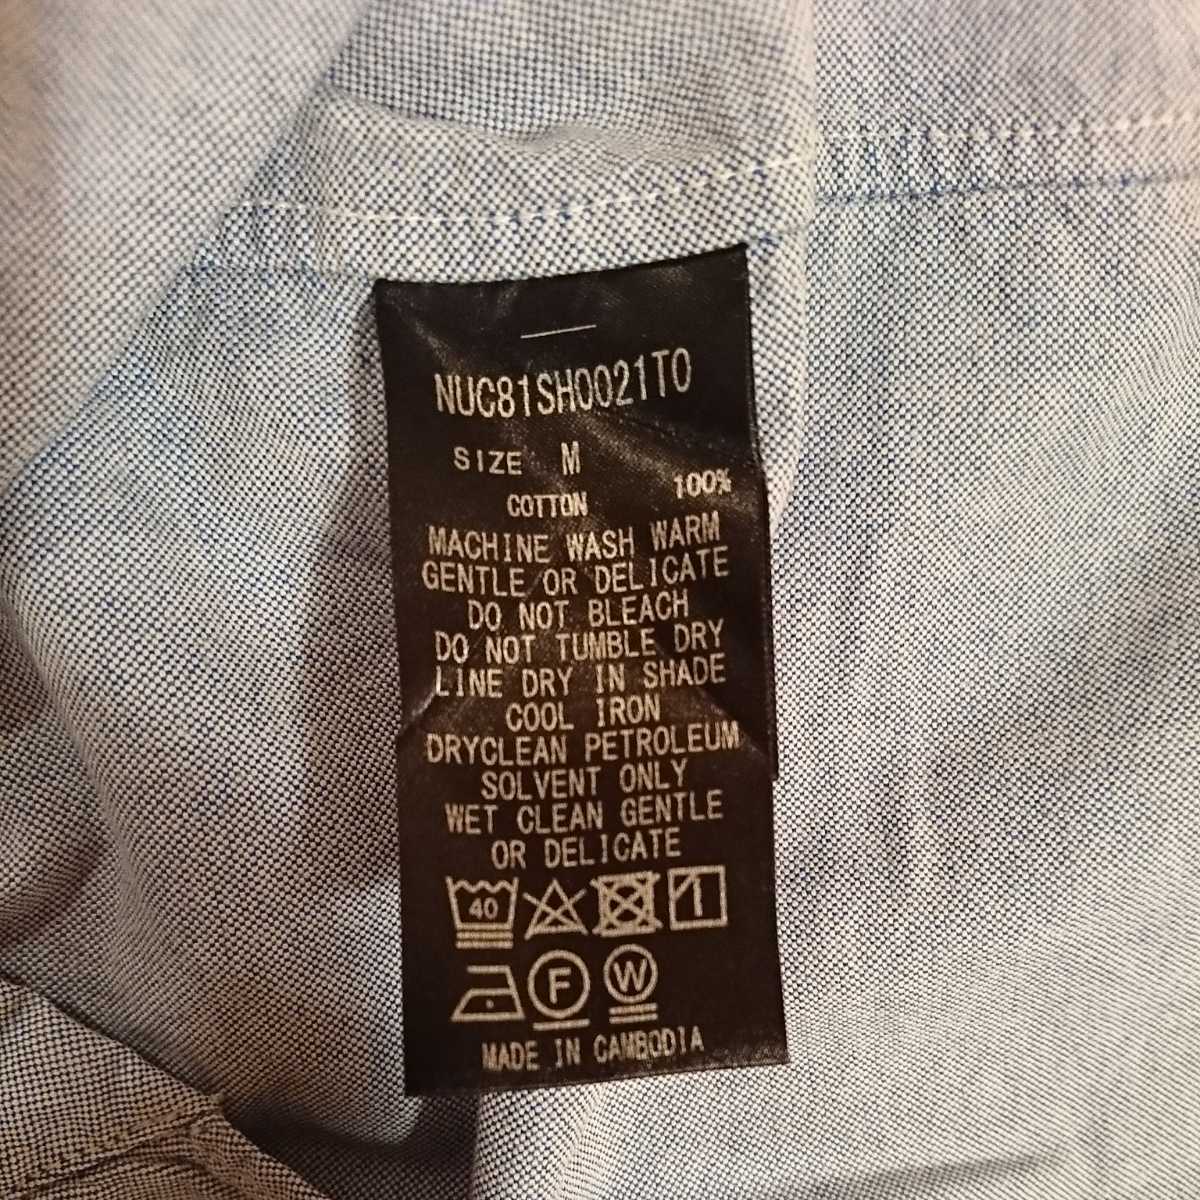 NUC81SH0021TO
SIZE M
COTTON 100%
MACHINE WASH WARM
GENTLE OR DELICATE
DO NOT BLEACH
DO NOT TUMBLE DRY
LINE DRY IN SHADE
COOL IRON
DRYCLEAN PETROLEUM
SOLVENT ONLY
WET CLEAN GENTLE
OR DELICATE
40
F W
MADE IN CAMBODIA